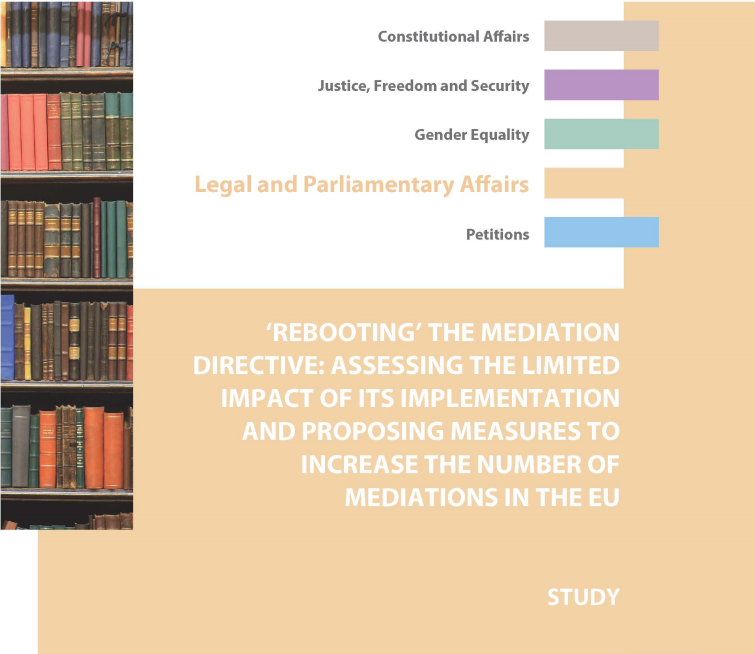 Constitutional Affairs
Justice, Freedom and Security
Gender Equality
Legal and Parliamentary Affairs
Petitions
‘REBOOTING’ THE MEDIATION
DIRECTIVE: ASSESSING THE LIMITED
IMPACT OF ITS IMPLEMENTATION
AND PROPOSING MEASURES TO
INCREASE THE NUMBER OF
MEDIATIONS IN THE EU
STUDY